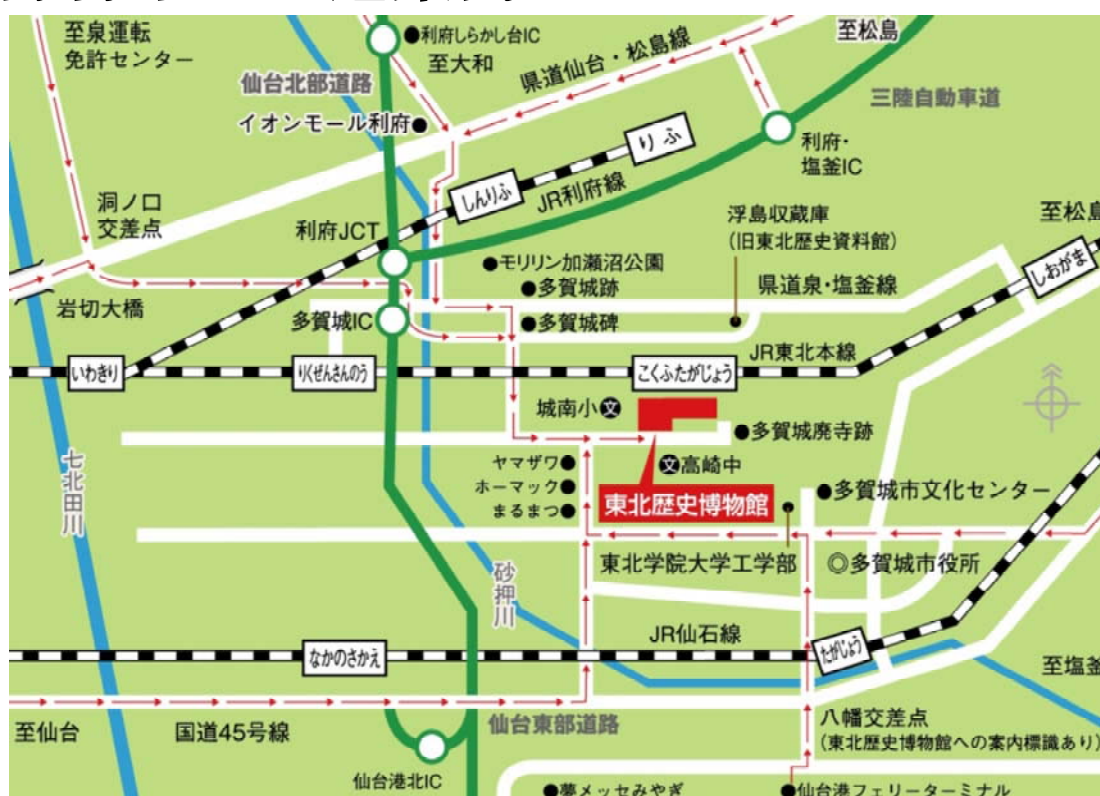 至泉運転
免許センター
●利府しらかし台IC
至大和
至松島
仙台北部道路
県道仙台・松島線
三陸自動車道
イオンモール利府●
りふ
利府・
塩釜IC
しんりふ
JR利府線
洞ノ口
交差点
利府JCT
浮島収蔵庫
(旧東北歴史資料館)
至松島
●モリリン加瀬沼公園
●多賀城跡
県道泉・塩釜線
しおがま
岩切大橋
多賀城IC
●多賀城碑
JR東北本線
いわきり
りくぜんさんのう
こくふたがじょう
城南小文
●多賀城廃寺跡
ヤマザワ●
文高崎中
ホーマック●
まるまつ●
東北歴史博物館
●多賀城市文化センター
七北田川
東北学院大学工学部
◎多賀城市役所
砂押川
JR仙石線
なかのさかえ
たがじょう
至塩釜
至仙台
国道45号線
仙台東部道路
八幡交差点
(東北歴史博物館への案内標識あり)
仙台港北IC
●夢メッセみやぎ
●仙台港フェリーターミナル